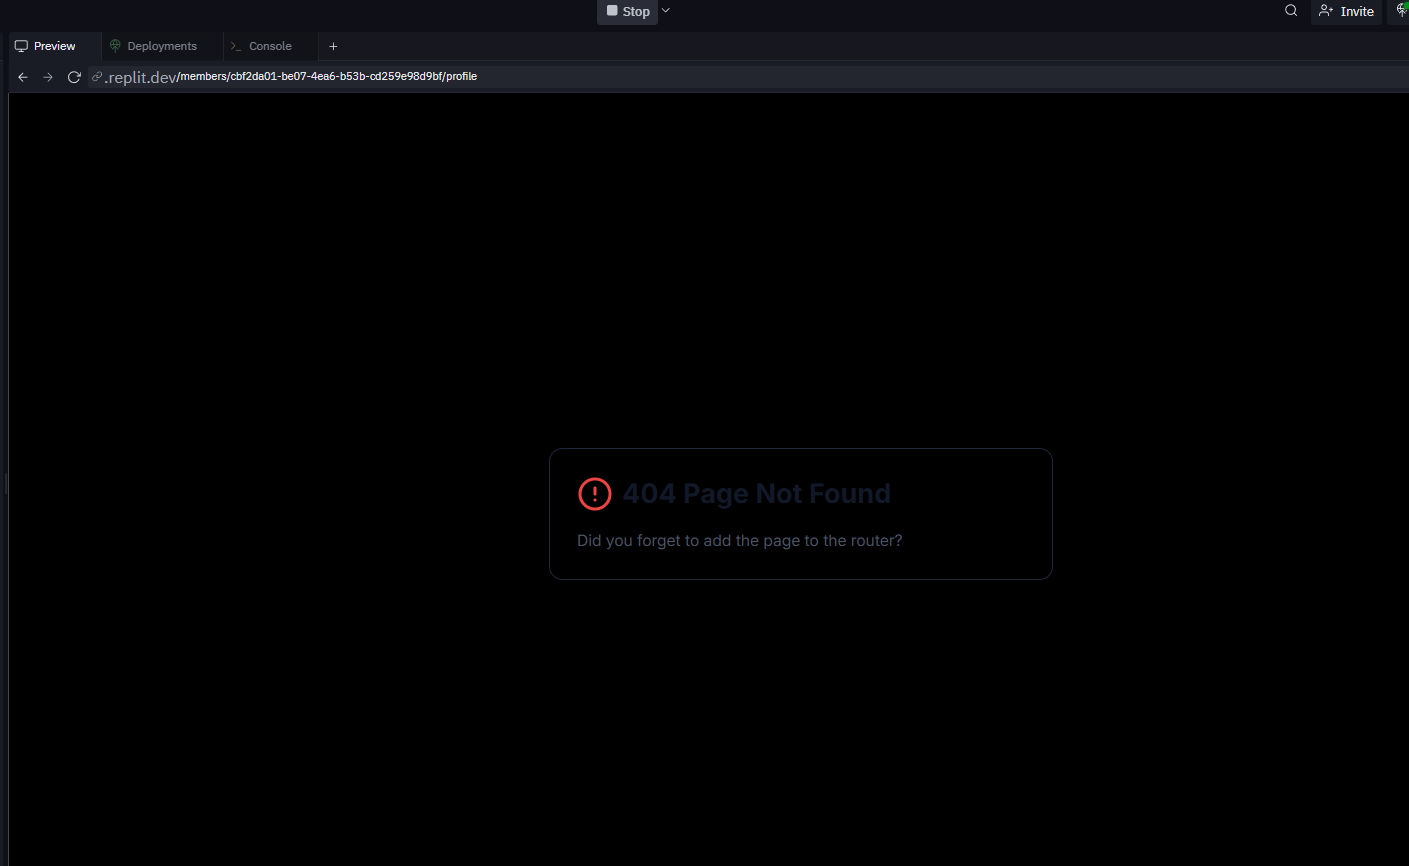 Stop
Invite
Preview
Deployments
Console
.replit.dev/members/cbf2da01-be07-4ea6-b53b-cd259e98d9bf/profile
404 Page Not Found
Did you forget to add the page to the router?